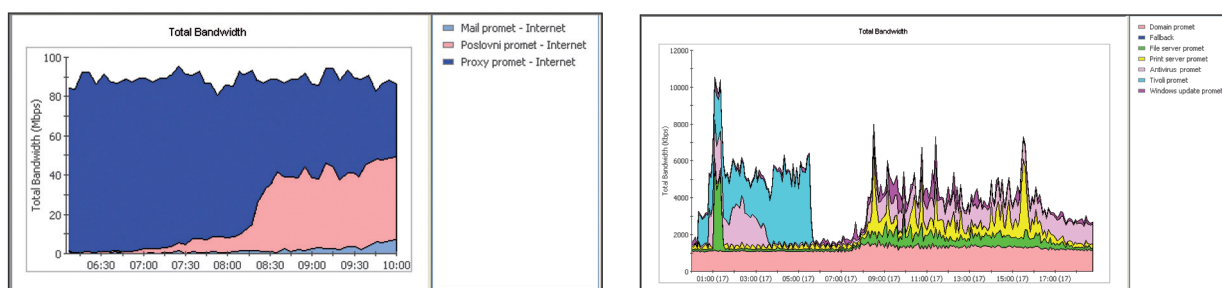 Total Bandwidth
Mail promet - Internet
Poslovni promet - Internet
Proxy promet - Internet
Total Bandwidth (Mbps)
100
80
60
40
20
0
06:30 07:00 07:30 08:00 08:30 09:00 09:30 10:00
Total Bandwidth
Domain promet
Fallback
File server promet
Print server promet
Antivirus promet
Tivoli promet
Windows update promet
Total Bandwidth (Kbps)
12000
10000
8000
6000
4000
2000
0
01:00 (17) 03:00 (17) 05:00 (17) 07:00 (17) 09:00 (17) 11:00 (17) 13:00 (17) 15:00 (17) 17:00 (17)